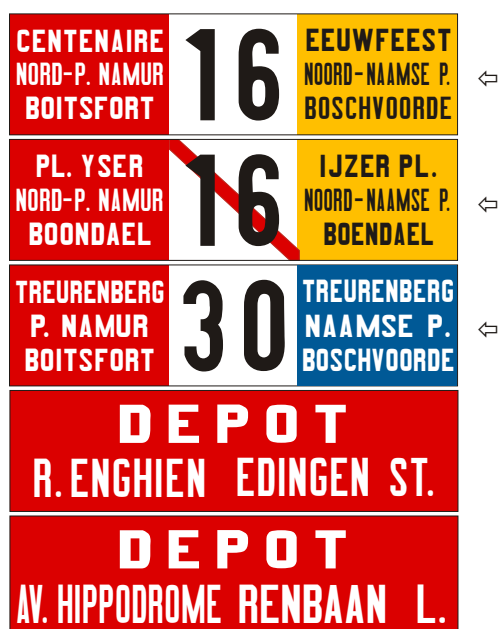 CENTENAIRE
NORD-P. NAMUR
BOITSFORT
16
EEUWFEEST
NOORD-NAAMSE P.
BOSCHVOORDE
PL. YSER
NORD-P. NAMUR
BOONDAEL
16
IJZER PL.
NOORD-NAAMSE P.
BOENDAEL
TREURENBERG
P. NAMUR
BOITSFORT
30
TREURENBERG
NAAMSE P.
BOSCHVOORDE
DEPOT
R. ENGHIEN EDINGEN ST.
DEPOT
AV. HIPPODROME RENBAAN L.